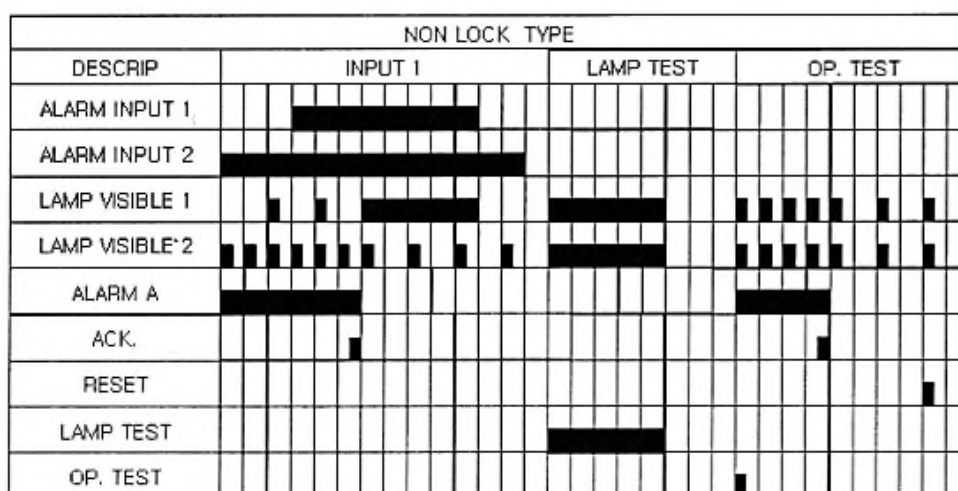 NON LOCK TYPE
DESCRIP INPUT 1 LAMP TEST OP. TEST
ALARM INPUT 1
ALARM INPUT 2
LAMP VISIBLE 1
LAMP VISIBLE 2
ALARM A
ACK.
RESET
LAMP TEST
OP. TEST